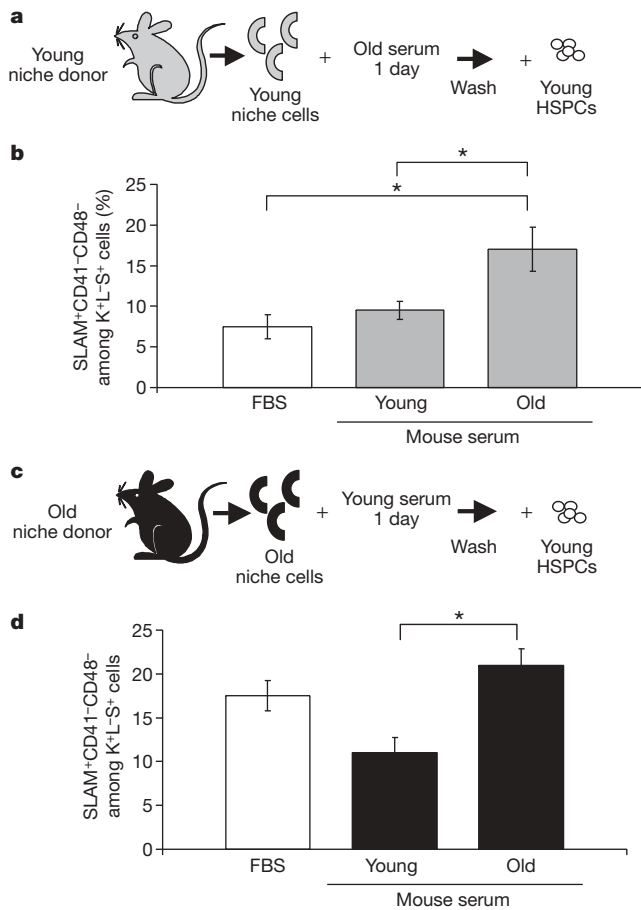 a
Young
niche donor
Young
niche cells
+
Old serum
1 day
Wash
+
Young
HSPCs
b
SLAM⁺CD41⁻CD48⁻
among K⁺L⁻S⁺ cells (%)
25
20
15
10
5
0
*
*
FBS
Young
Old
Mouse serum
c
Old
niche donor
Old
niche cells
+
Young serum
1 day
Wash
+
Young
HSPCs
d
SLAM⁺CD41⁻CD48⁻
among K⁺L⁻S⁺ cells
25
20
15
10
5
0
*
FBS
Young
Old
Mouse serum